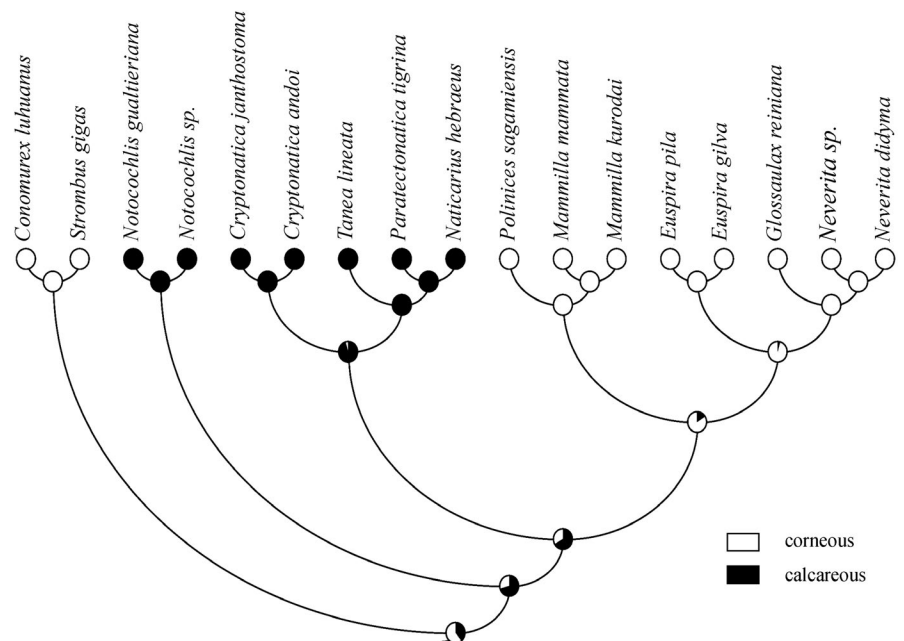 Conomurex luhuanus
Strombus gigas
Notocochlis gualtieriana
Notocochlis sp.
Cryptonatica janthostoma
Cryptonatica andoi
Tanea lineata
Paratectonatica tigrina
Naticarius hebraeus
Polinices sagamiensis
Mammilla mammata
Mammilla kurodai
Euspira pila
Euspira gilva
Glossaulax reiniana
Neverita sp.
Neverita didyma
corneous
calcareous